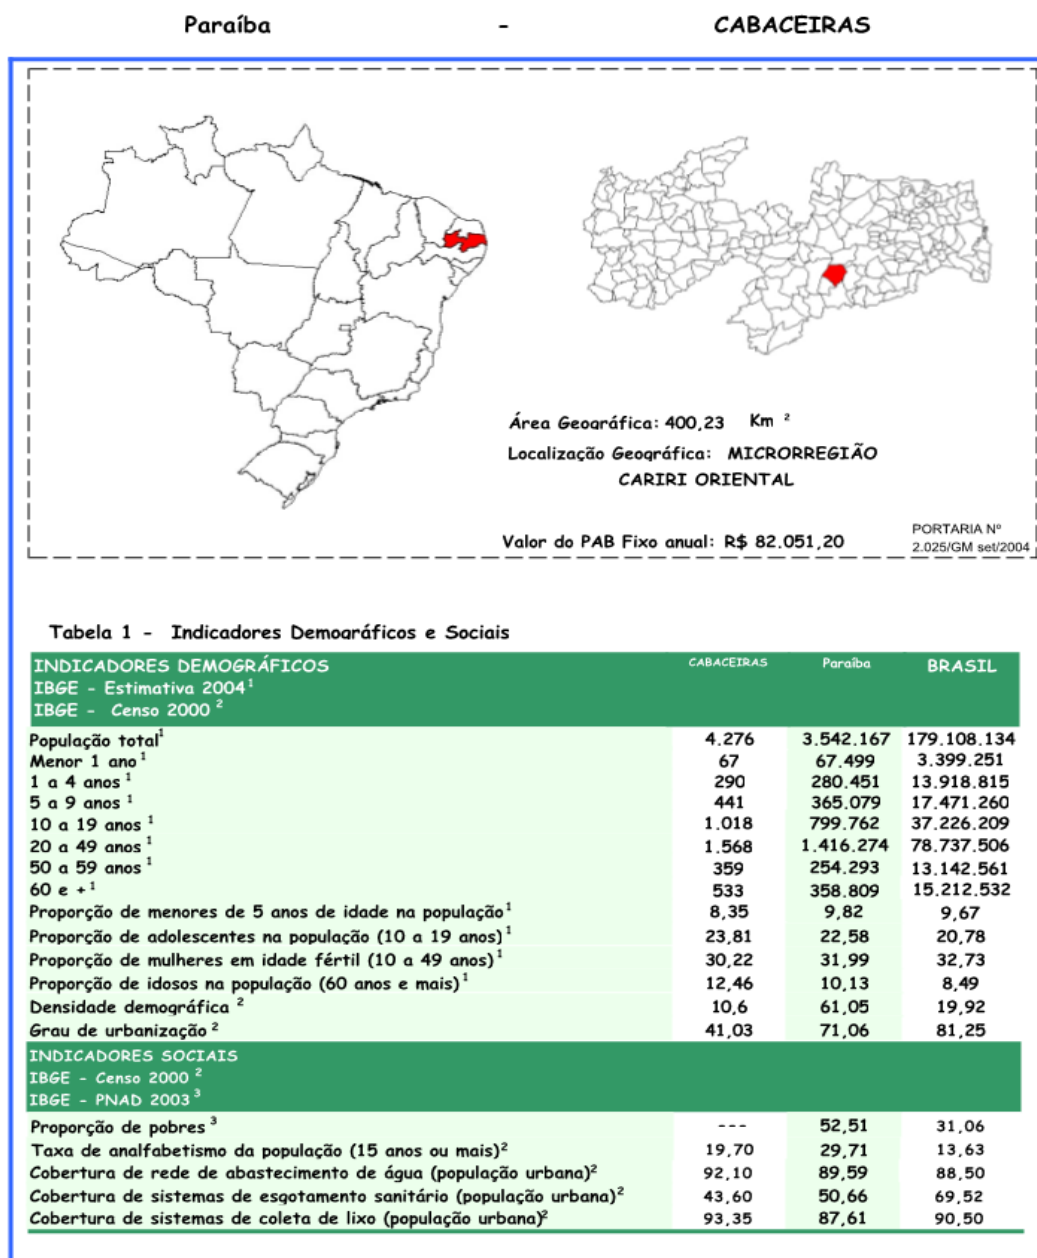 Paraíba - CABACEIRAS
Área Geográfica: 400,23 Km ²
Localização Geográfica: MICRORREGIÃO
CARIRI ORIENTAL
Valor do PAB Fixo anual: R$ 82.051,20
PORTARIA Nº
2.025/GM set/2004
Tabela 1 - Indicadores Demográficos e Sociais
INDICADORES DEMOGRÁFICOS CABACEIRAS Paraíba BRASIL
IBGE - Estimativa 2004¹
IBGE - Censo 2000 ²
População total¹ 4.276 3.542.167 179.108.134
Menor 1 ano ¹ 67 67.499 3.399.251
1 a 4 anos ¹ 290 280.451 13.918.815
5 a 9 anos ¹ 441 365.079 17.471.260
10 a 19 anos ¹ 1.018 799.762 37.226.209
20 a 49 anos ¹ 1.568 1.416.274 78.737.506
50 a 59 anos ¹ 359 254.293 13.142.561
60 e + ¹ 533 358.809 15.212.532
Proporção de menores de 5 anos de idade na população ¹ 8,35 9,82 9,67
Proporção de adolescentes na população (10 a 19 anos) ¹ 23,81 22,58 20,78
Proporção de mulheres em idade fértil (10 a 49 anos) ¹ 30,22 31,99 32,73
Proporção de idosos na população (60 anos e mais) ¹ 12,46 10,13 8,49
Densidade demográfica ² 10,6 61,05 19,92
Grau de urbanização ² 41,03 71,06 81,25
INDICADORES SOCIAIS
IBGE - Censo 2000 ²
IBGE - PNAD 2003 ³
Proporção de pobres ³ --- 52,51 31,06
Taxa de analfabetismo da população (15 anos ou mais)² 19,70 29,71 13,63
Cobertura de rede de abastecimento de água (população urbana)² 92,10 89,59 88,50
Cobertura de sistemas de esgotamento sanitário (população urbana)² 43,60 50,66 69,52
Cobertura de sistemas de coleta de lixo (população urbana)² 93,35 87,61 90,50